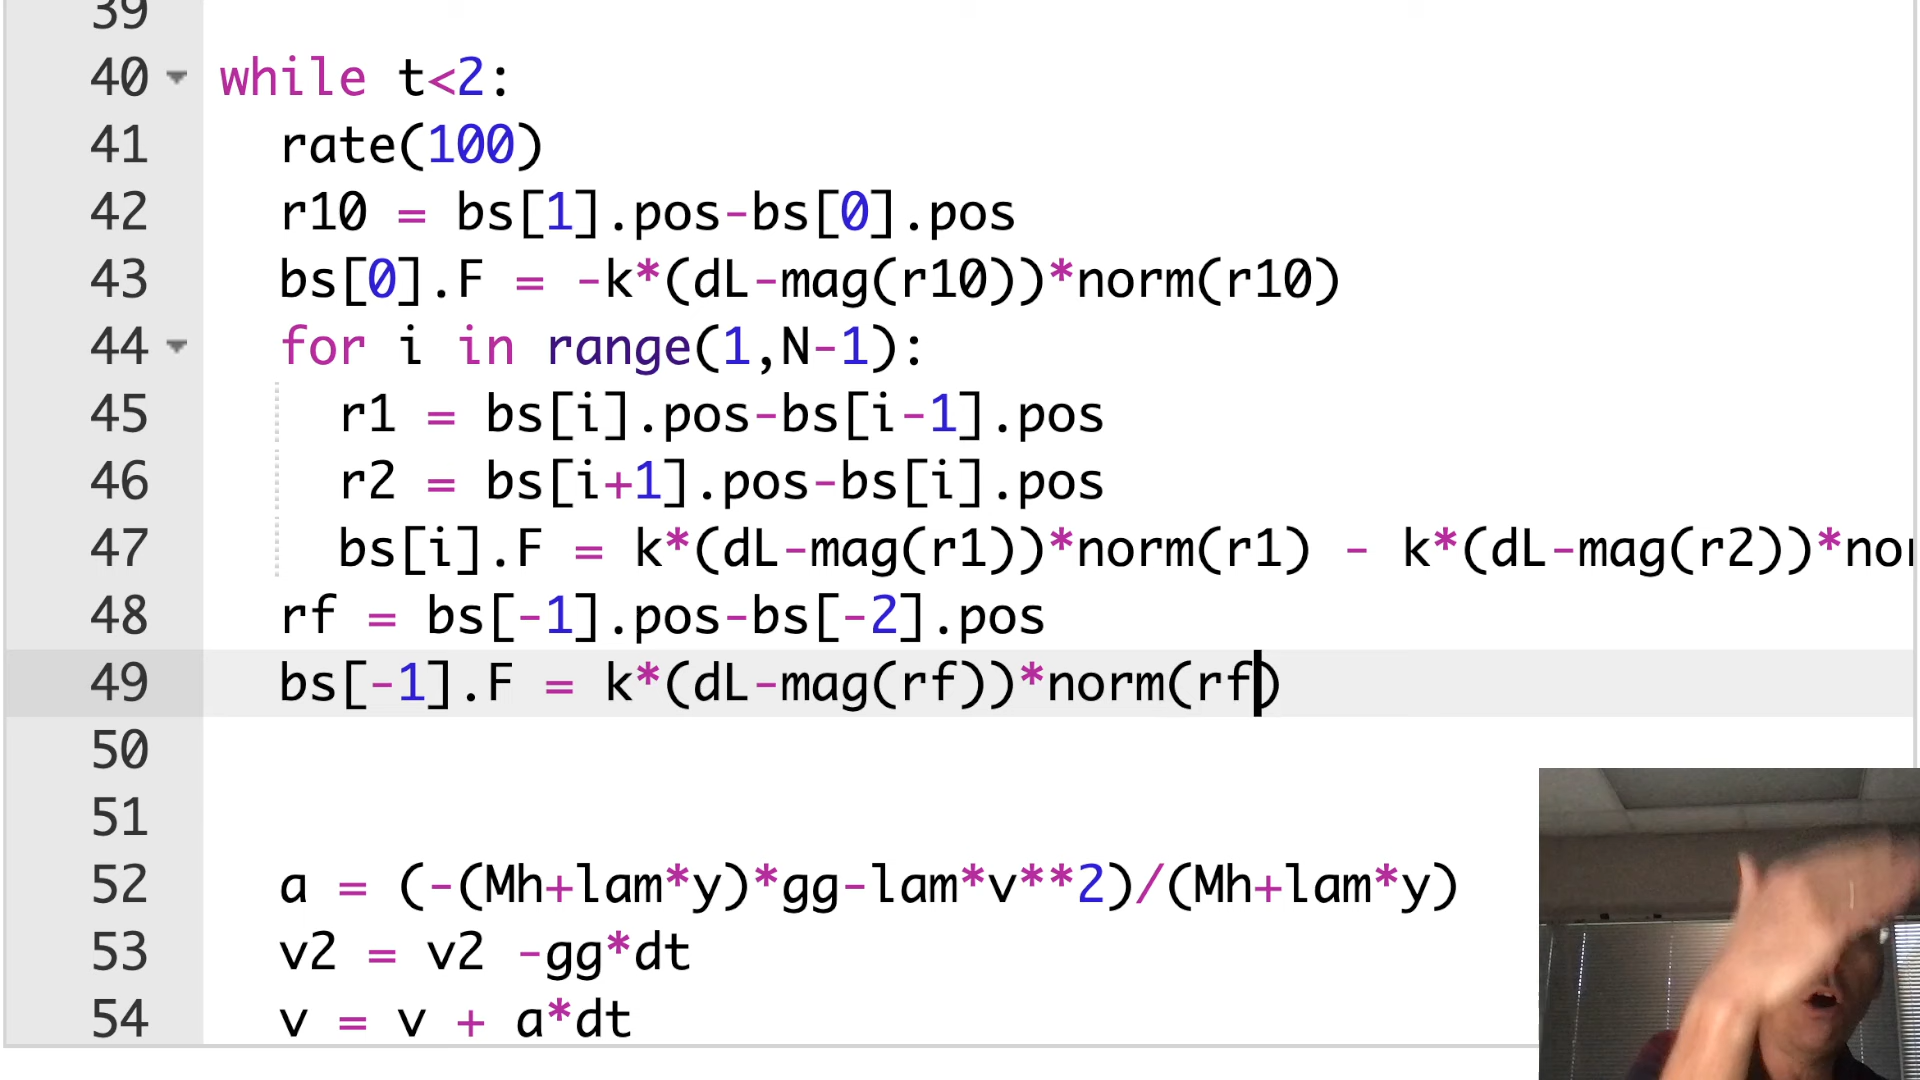 39
40 while t<2:
41 rate(100)
42 r10 = bs[1].pos-bs[0].pos
43 bs[0].F = -k*(dL-mag(r10))*norm(r10)
44 for i in range(1,N-1):
45 r1 = bs[i].pos-bs[i-1].pos
46 r2 = bs[i+1].pos-bs[i].pos
47 bs[i].F = k*(dL-mag(r1))*norm(r1) - k*(dL-mag(r2))*nor
48 rf = bs[-1].pos-bs[-2].pos
49 bs[-1].F = k*(dL-mag(rf))*norm(rf)
50
51
52 a = (-(Mh+lam*y)*gg-lam*v**2)/(Mh+lam*y)
53 v2 = v2 -gg*dt
54 v = v + a*dt